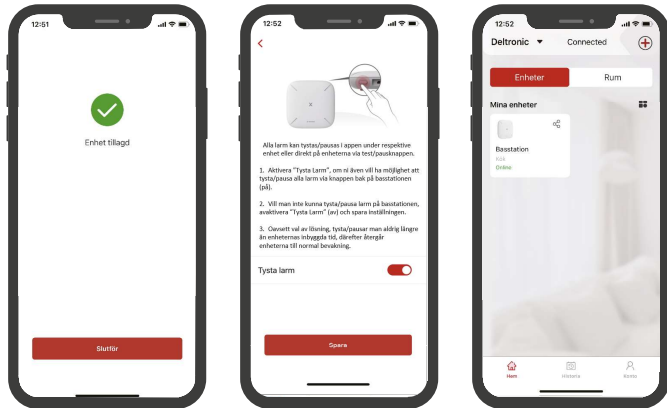 12:51
Enhet tillagd
Slutför
12:52
Alla larm kan tystas/pausas i appen under respektive
enhet eller direkt på enheterna via test/pausknappen.
1. Aktivera "Tysta Larm", om ni även vill ha möjlighet att
tysta/pausa alla larm via knappen bak på basstationen
(på).
2. Vill man inte kunna tysta/pausa larm på basstationen,
avaktivera "Tysta Larm" (av) och spara inställningen.
3. Oavsett val av lösning, tysta/pausar man aldrig längre
än enheternas inbyggda tid, därefter återgår
enheterna till normal bevakning.
Tysta larm
Spara
12:52
Deltronic
Connected
Enheter
Rum
Mina enheter
Basstation
Kök
Online
Hem
Historia
Konto